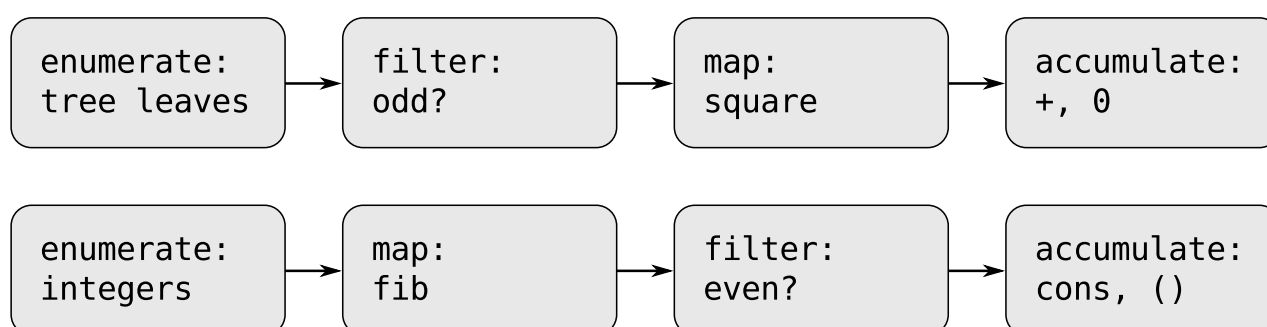 enumerate:
tree leaves
filter:
odd?
map:
square
accumulate:
+, 0
enumerate:
integers
map:
fib
filter:
even?
accumulate:
cons, ()